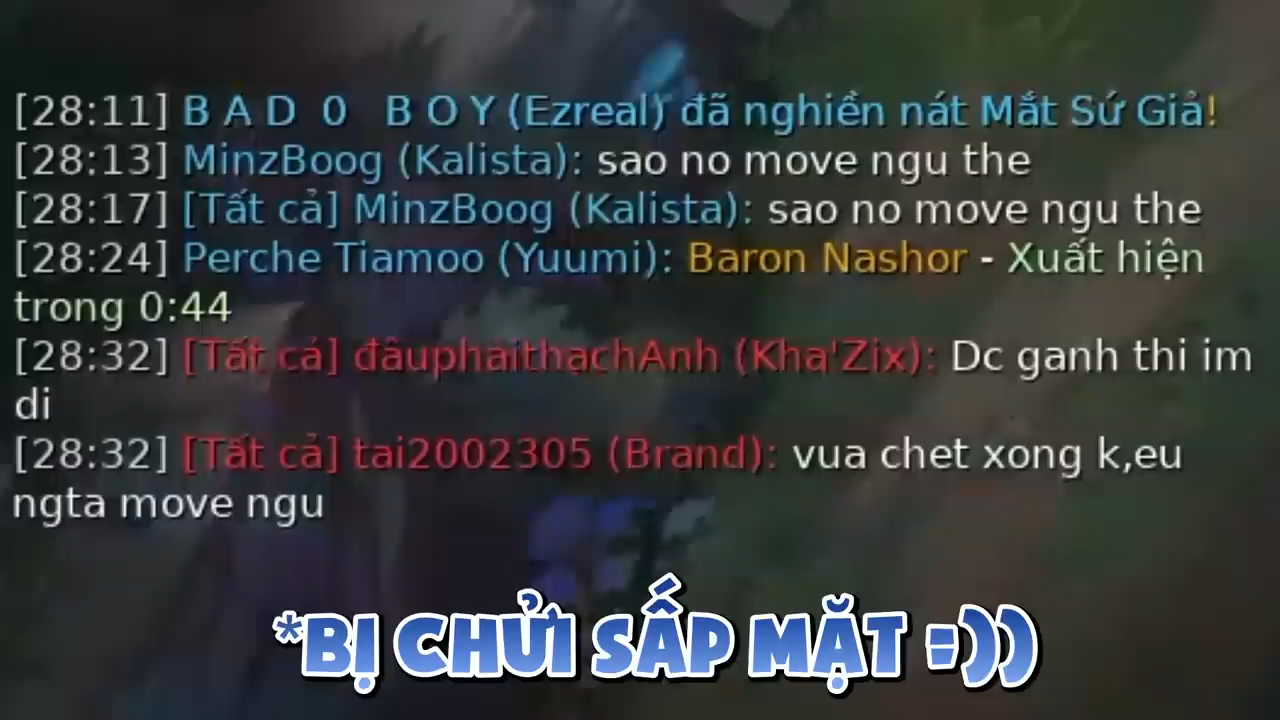 [28:11] B A D 0 B O Y (Ezreal) đã nghiền nát Mắt Sứ Giả!
[28:13] MinzBoog (Kalista): sao no move ngu the
[28:17] [Tất cả] MinzBoog (Kalista): sao no move ngu the
[28:24] Perche Tiamoo (Yuumi): Baron Nashor - Xuất hiện
trong 0:44
[28:32] [Tất cả] đâuphaithạchAnh (Kha'Zix): Dc ganh thi im
di
[28:32] [Tất cả] tai2002305 (Brand): vua chet xong k,eu
ngta move ngu
*BỊ CHỬI SẤP MẶT =))